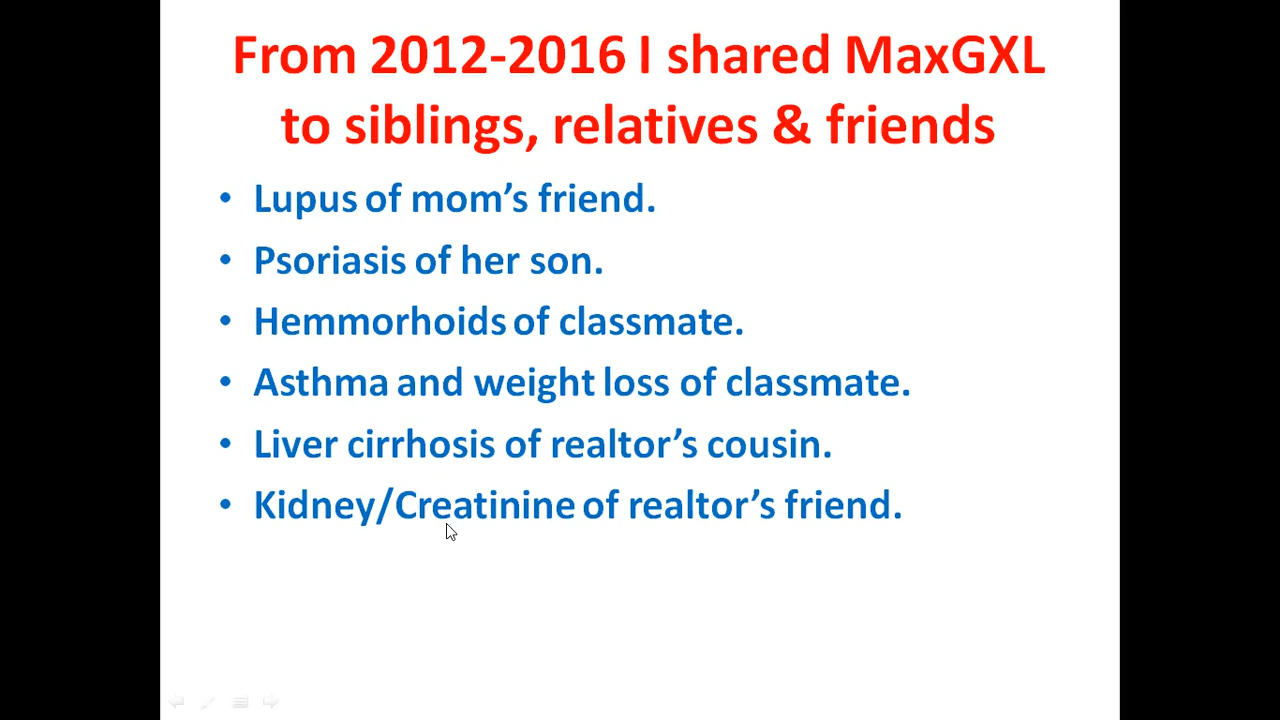 From 2012-2016 I shared MaxGXL
to siblings, relatives & friends
• Lupus of mom’s friend.
• Psoriasis of her son.
• Hemmorhoids of classmate.
• Asthma and weight loss of classmate.
• Liver cirrhosis of realtor’s cousin.
• Kidney/Creatinine of realtor’s friend.